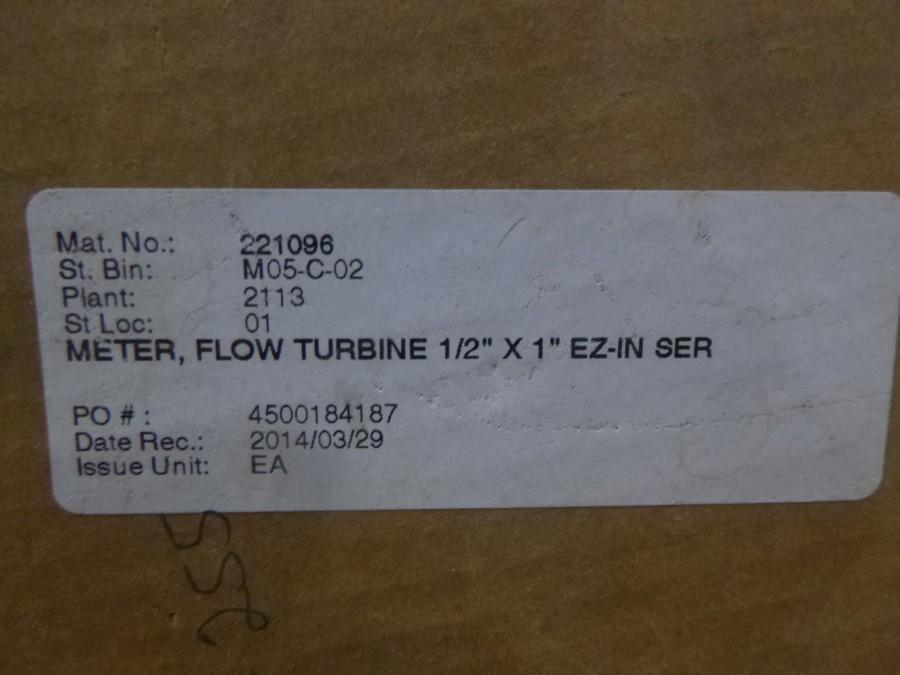 Mat. No.: 221096
St. Bin: M05-C-02
Plant: 2113
St Loc: 01
METER, FLOW TURBINE 1/2" X 1" EZ-IN SER
PO # : 4500184187
Date Rec.: 2014/03/29
Issue Unit: EA
255